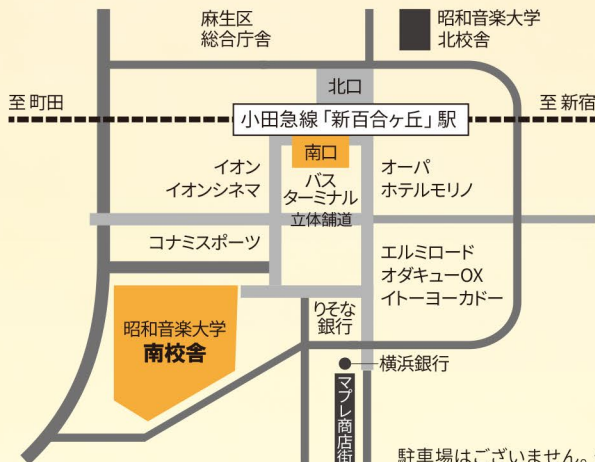 麻生区
総合庁舎
昭和音楽大学
北校舎
北口
至 町田
至 新宿
小田急線「新百合ヶ丘」駅
南口
イオン
イオンシネマ
バス
ターミナル
オーパ
ホテルモリノ
立体舗道
コナミスポーツ
エルミロード
オダキューOX
イトーヨーカドー
りそな
銀行
昭和音楽大学
南校舎
横浜銀行
マプレ商店街
駐車場はございません。